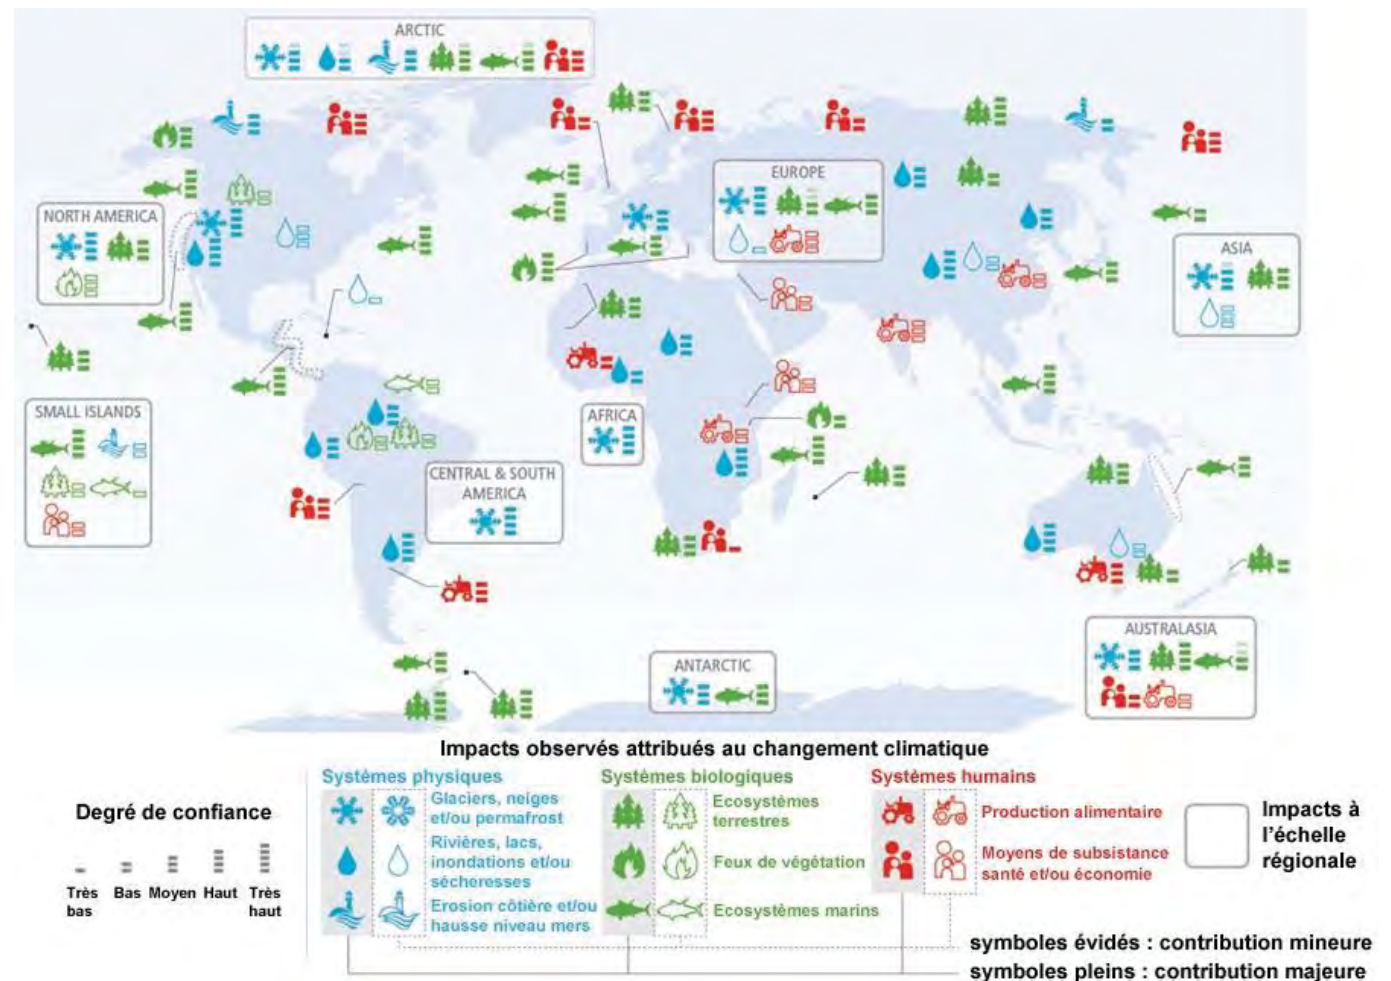 ARCTIC
EUROPE
NORTH AMERICA
ASIA
SMALL ISLANDS
AFRICA
CENTRAL & SOUTH
AMERICA
AUSTRALASIA
ANTARCTIC
Impacts observés attribués au changement climatique
Degré de confiance
Très
bas
Bas
Moyen
Haut
Très
haut
Systèmes physiques
Glaciers, neiges
et/ou permafrost
Rivières, lacs,
inondations et/ou
sécheresses
Erosion côtière et/ou
hausse niveau mers
Systèmes biologiques
Ecosystèmes
terrestres
Feux de végétation
Ecosystèmes marins
Systèmes humains
Production alimentaire
Moyens de subsistance
santé et/ou économie
Impacts à
l'échelle
régionale
symboles évidés : contribution mineure
symboles pleins : contribution majeure